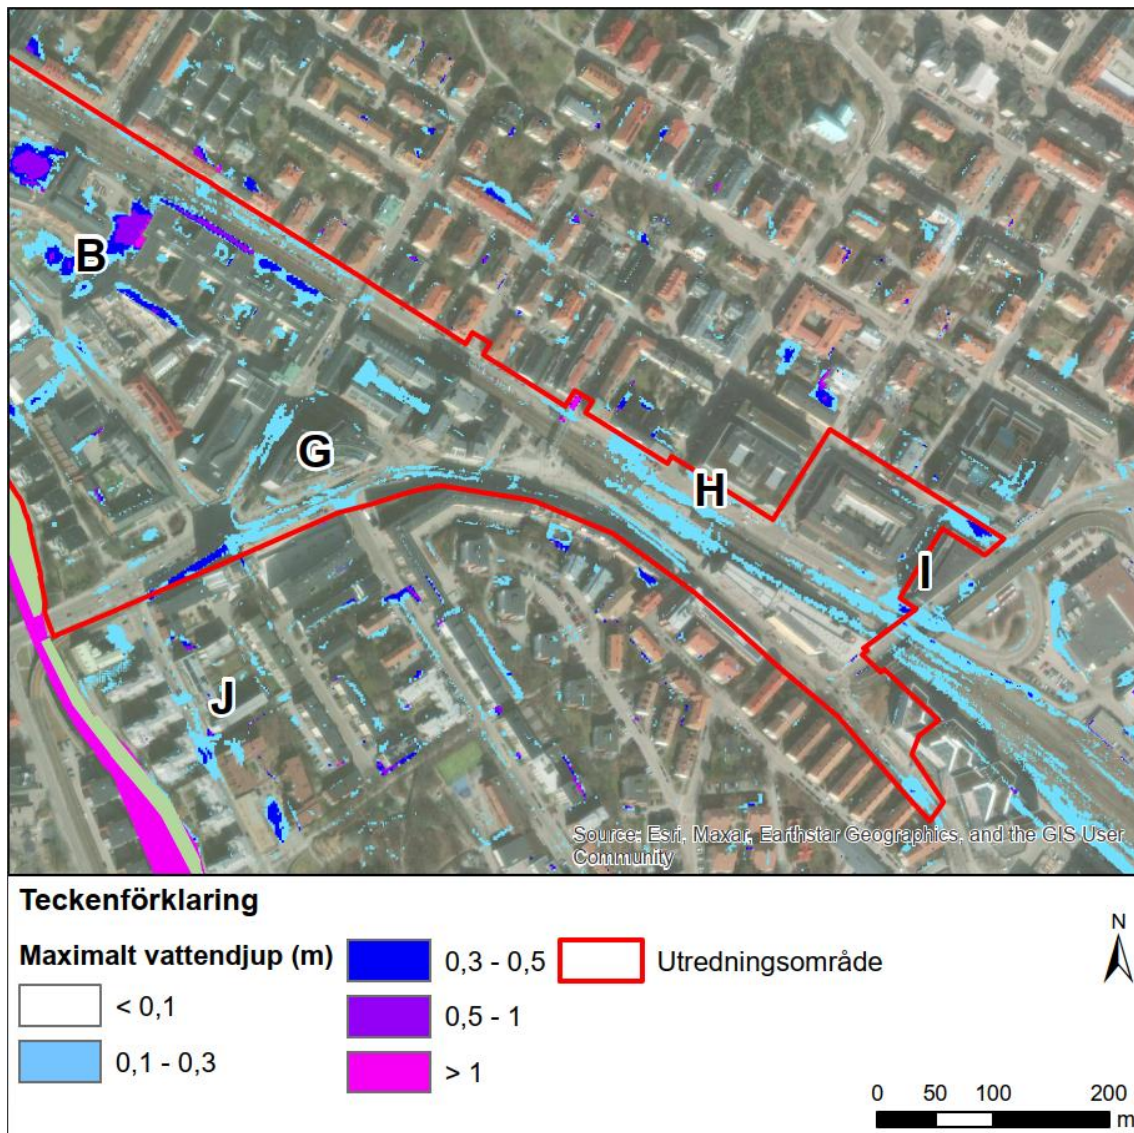 B
G
H
I
J
Source: Esri, Maxar, Earthstar Geographics, and the GIS User
Community
Teckenförklaring
Maximalt vattendjup (m)
< 0,1
0,1 - 0,3
0,3 - 0,5
0,5 - 1
> 1
Utredningsområde
N
0 50 100 200
m